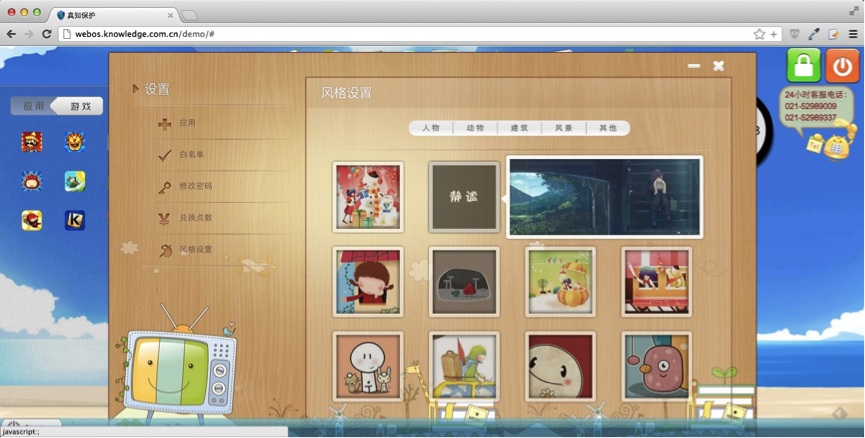 真知保护
webos.knowledge.com.cn/demo/#
24小时客服电话:
021-52989009
021-52989337
Tel
3
应用
游戏
设置
应用
白名单
修改密码
兑换点数
风格设置
风格设置
人物
动物
建筑
风景
其他
静谧
K
javascript:;